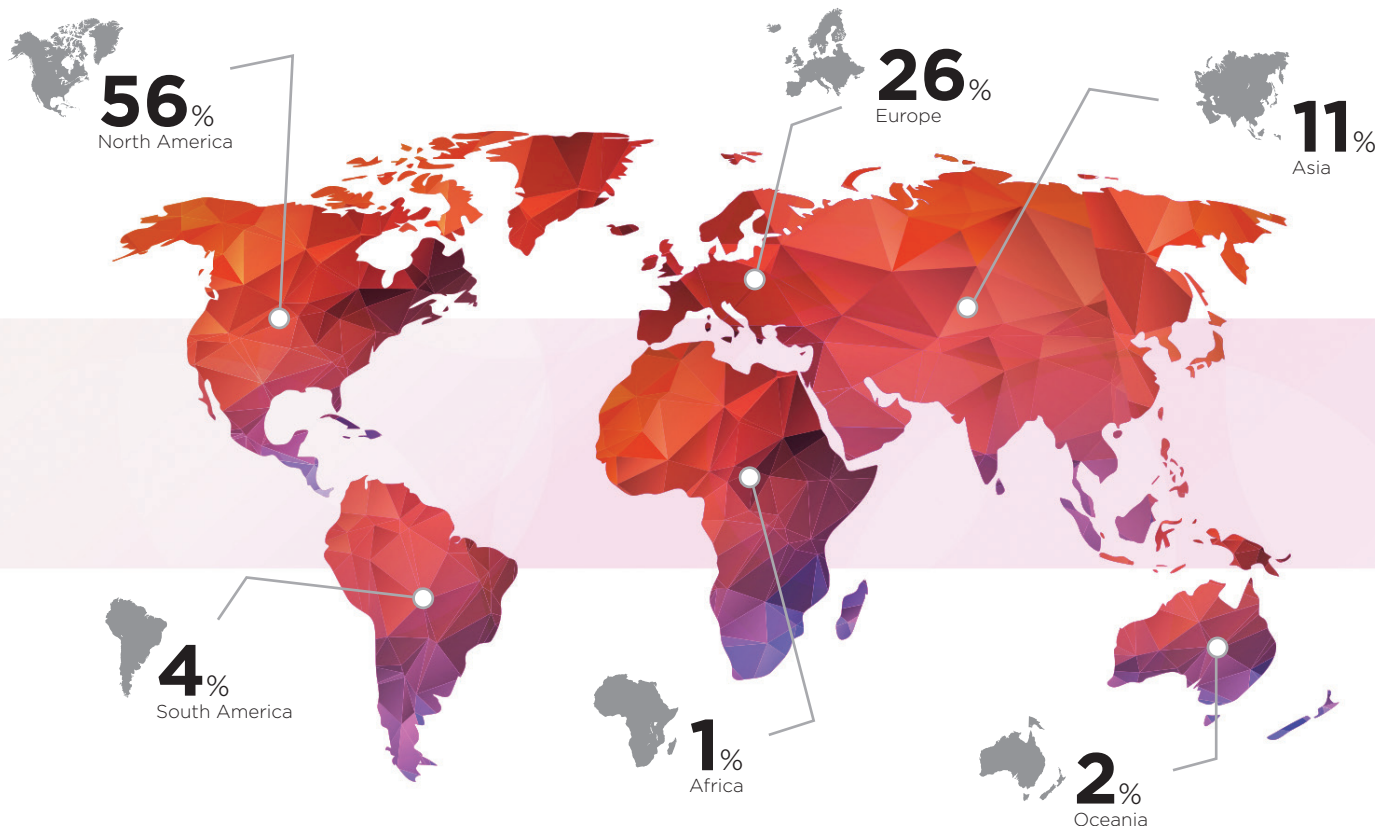 56%
North America
26%
Europe
11%
Asia
4%
South America
1%
Africa
2%
Oceania